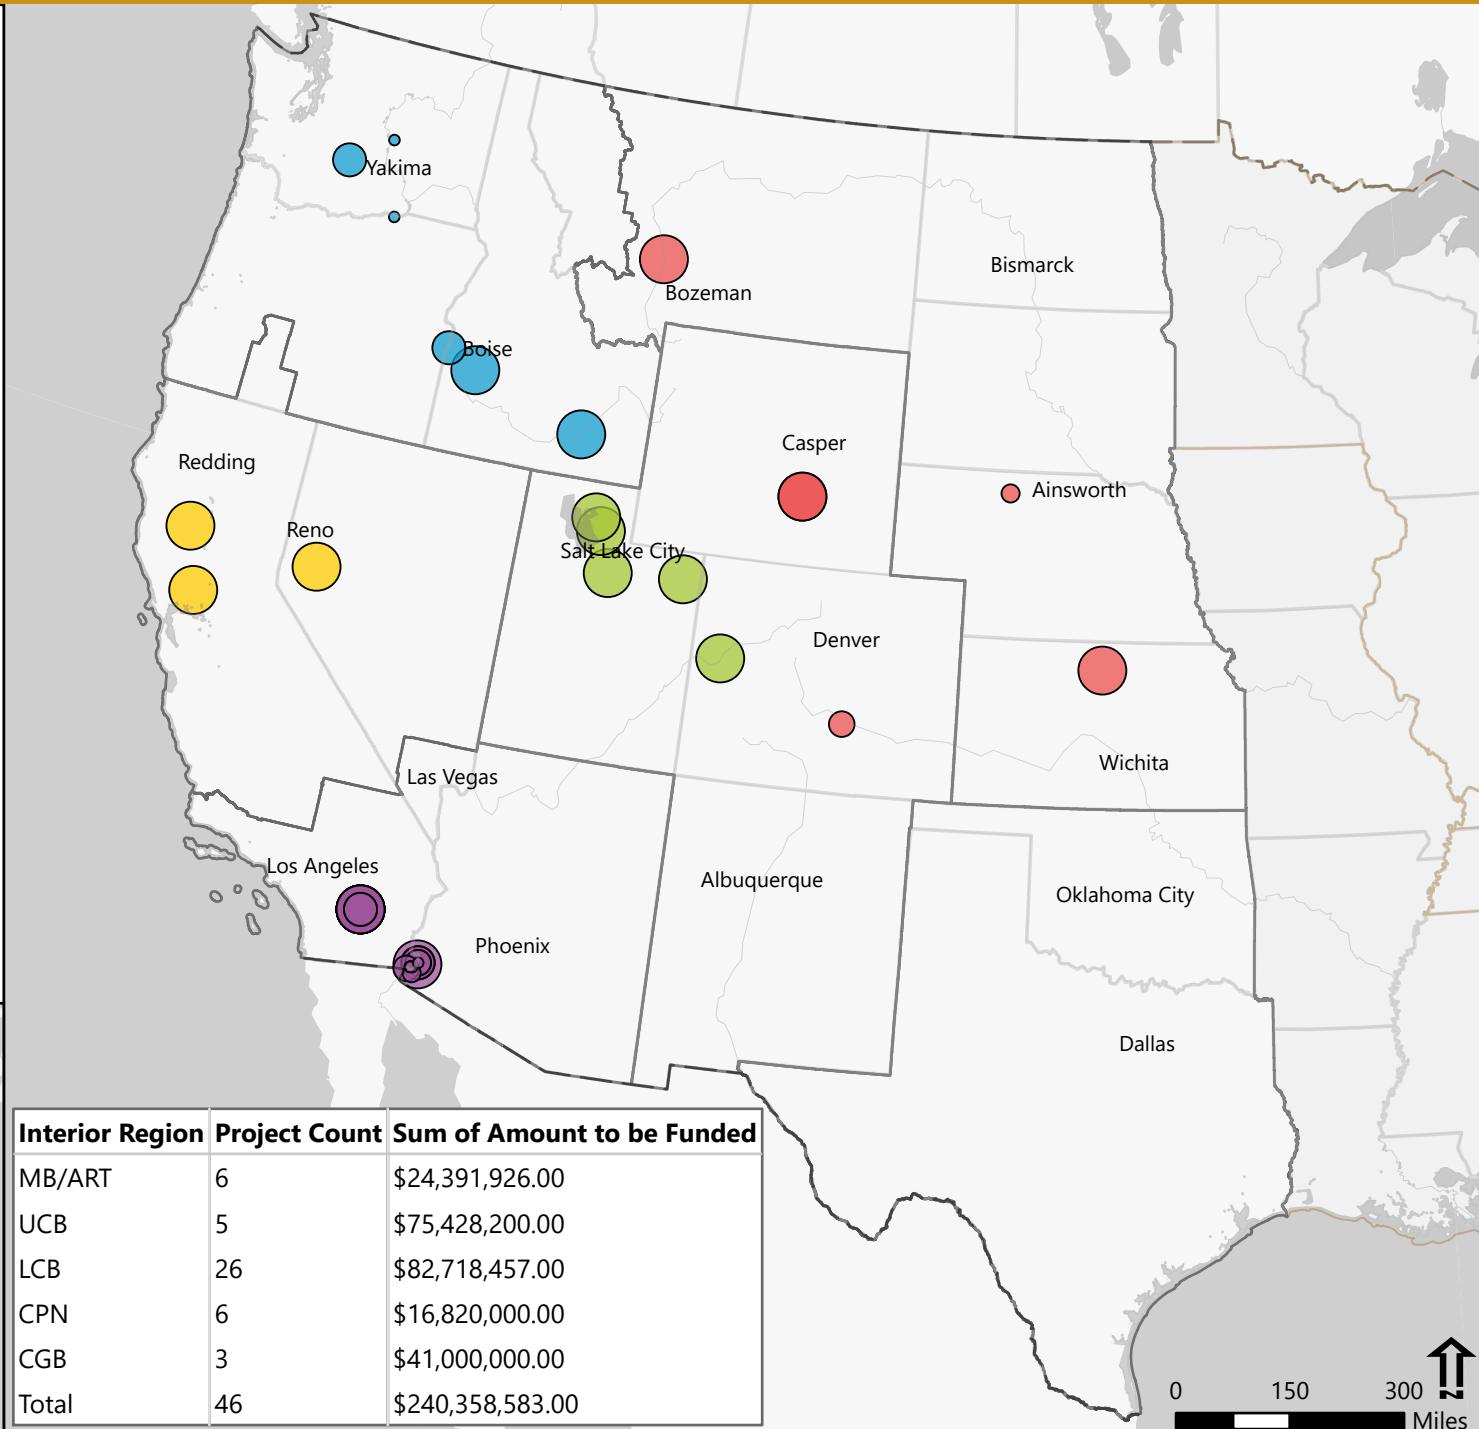 Yakima
Bozeman
Bismarck
Boise
Casper
Redding
Ainsworth
Reno
Salt Lake City
Denver
Wichita
Las Vegas
Los Angeles
Albuquerque
Oklahoma City
Phoenix
Dallas
Interior Region Project Count Sum of Amount to be Funded
MB/ART 6 $24,391,926.00
UCB 5 $75,428,200.00
LCB 26 $82,718,457.00
CPN 6 $16,820,000.00
CGB 3 $41,000,000.00
Total 46 $240,358,583.00
0 150 300
N
Miles